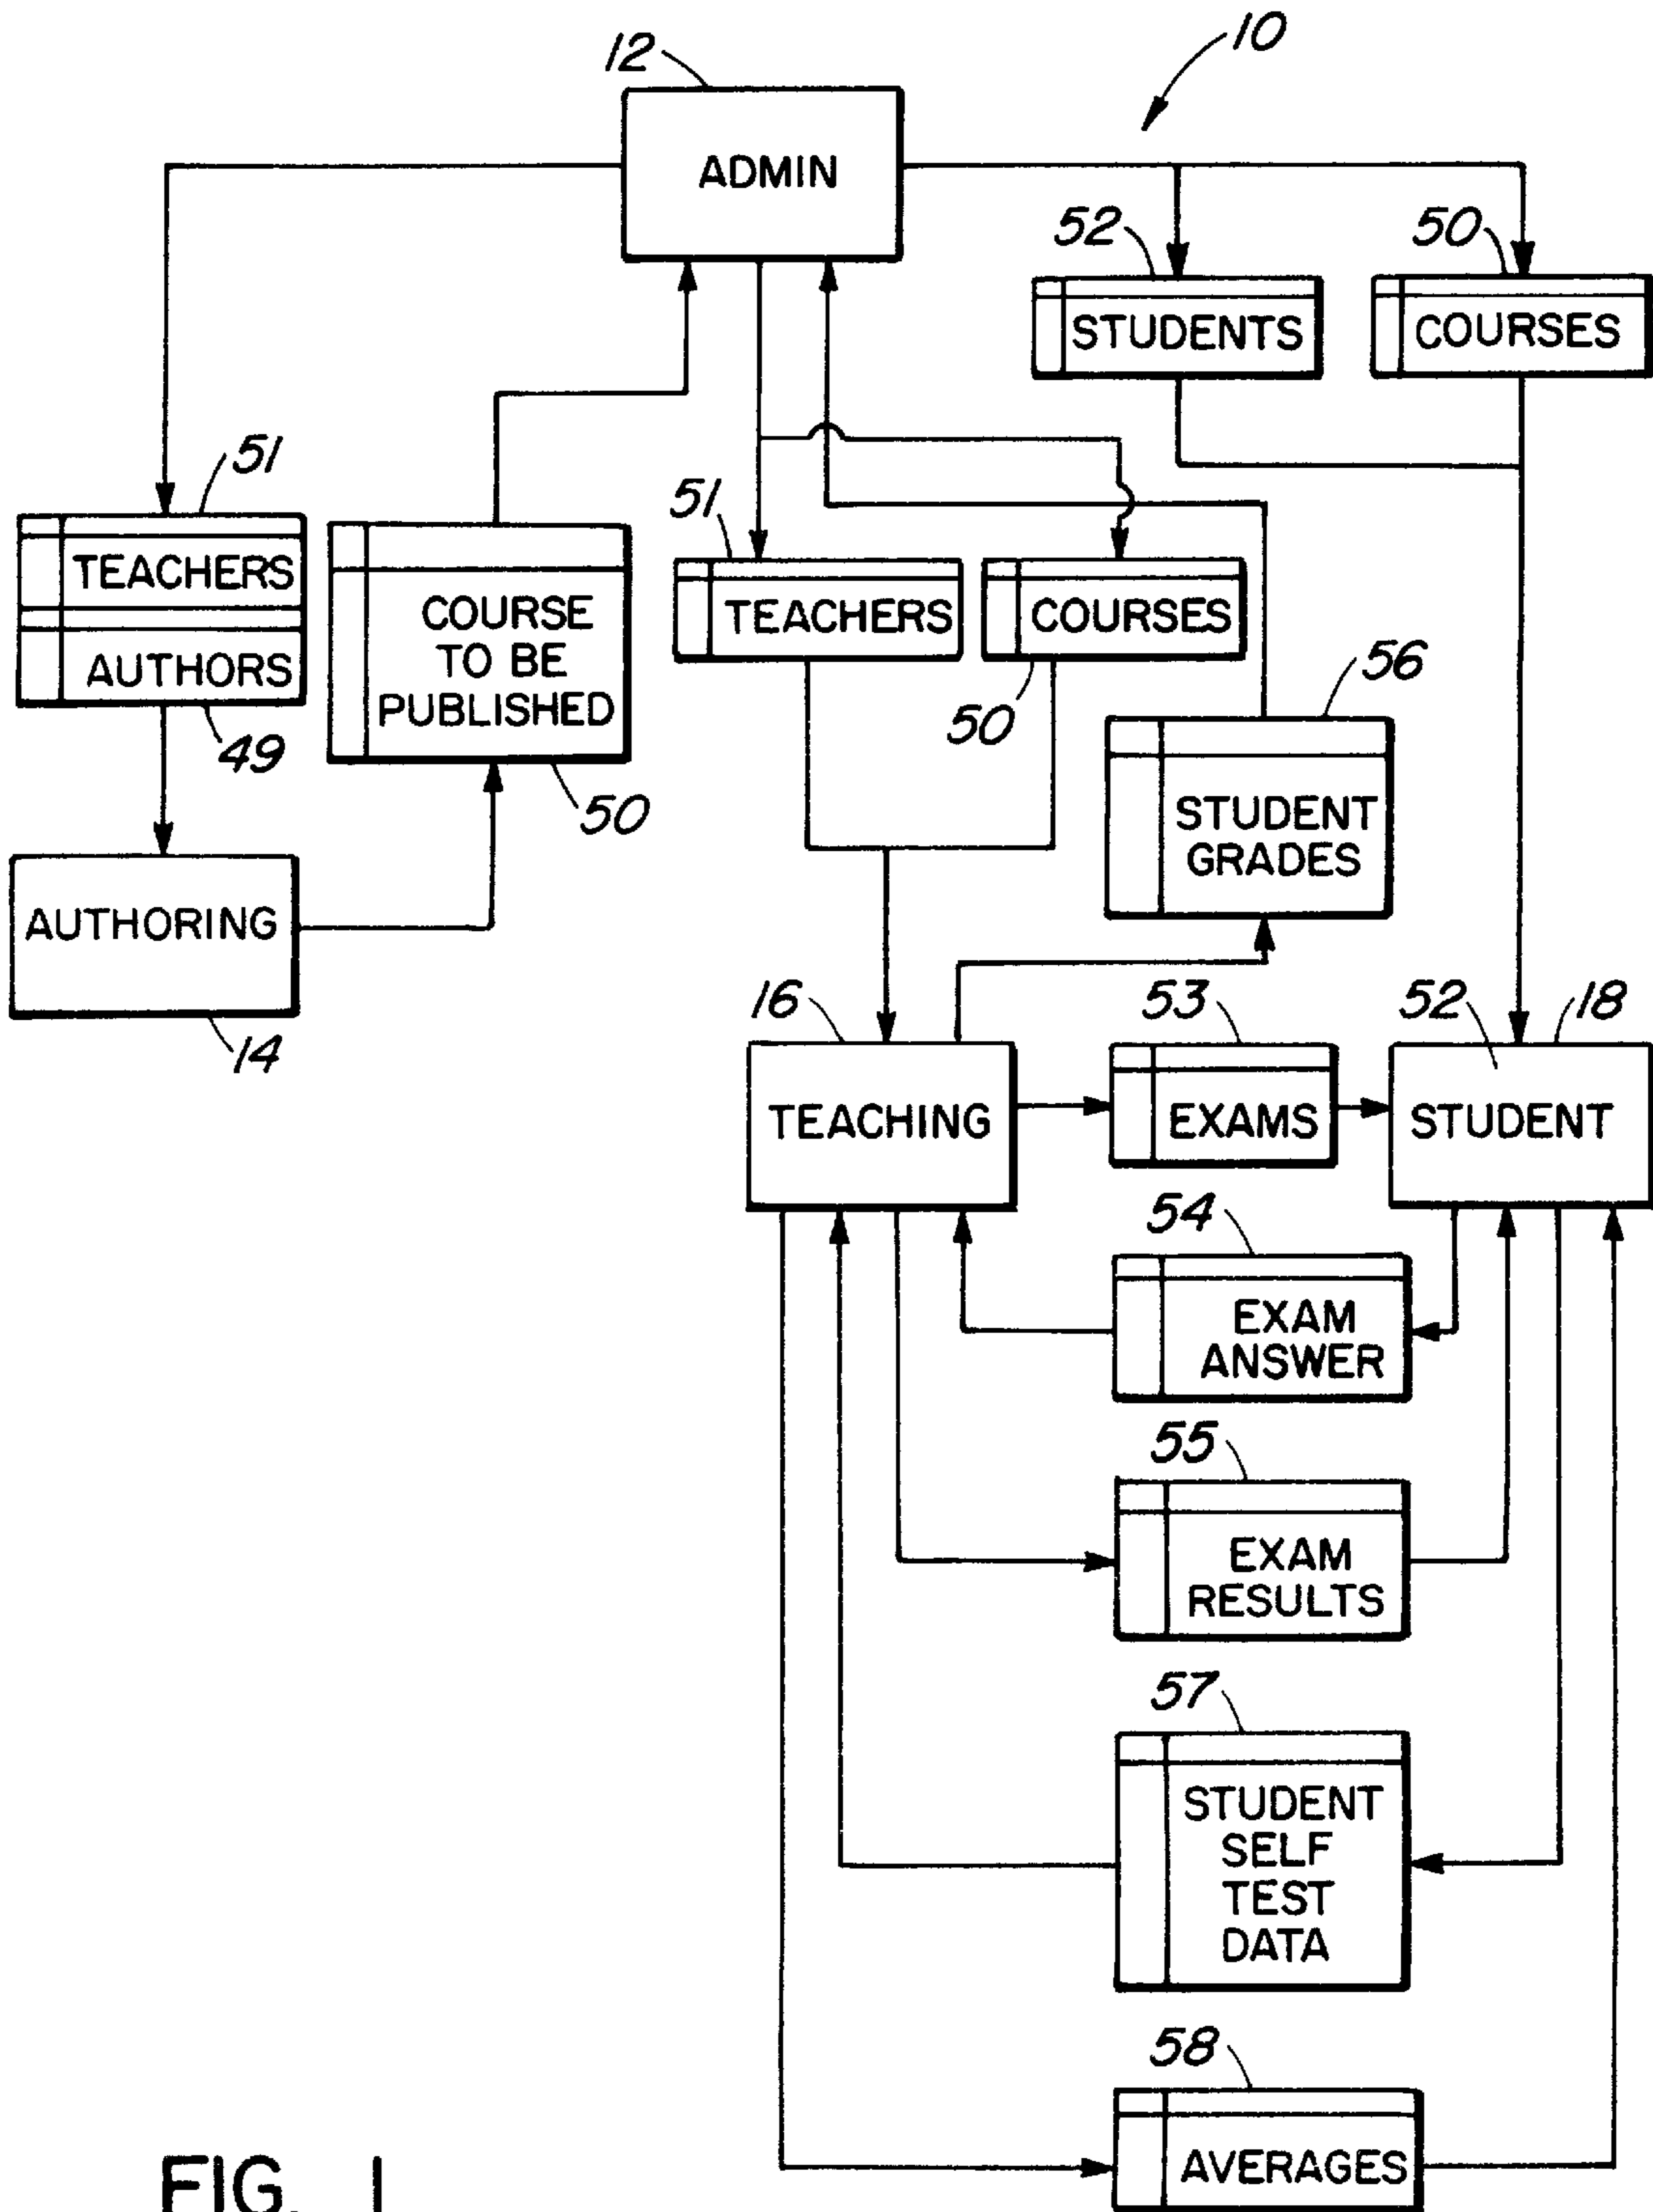 10
12
ADMIN
52
50
STUDENTS
COURSES
51
TEACHERS
AUTHORS
49
COURSE
TO BE
PUBLISHED
50
51
TEACHERS
COURSES
50
56
STUDENT
GRADES
AUTHORING
14
16
TEACHING
53
EXAMS
52
18
STUDENT
54
EXAM
ANSWER
55
EXAM
RESULTS
57
STUDENT
SELF
TEST
DATA
58
AVERAGES
FIG. 1